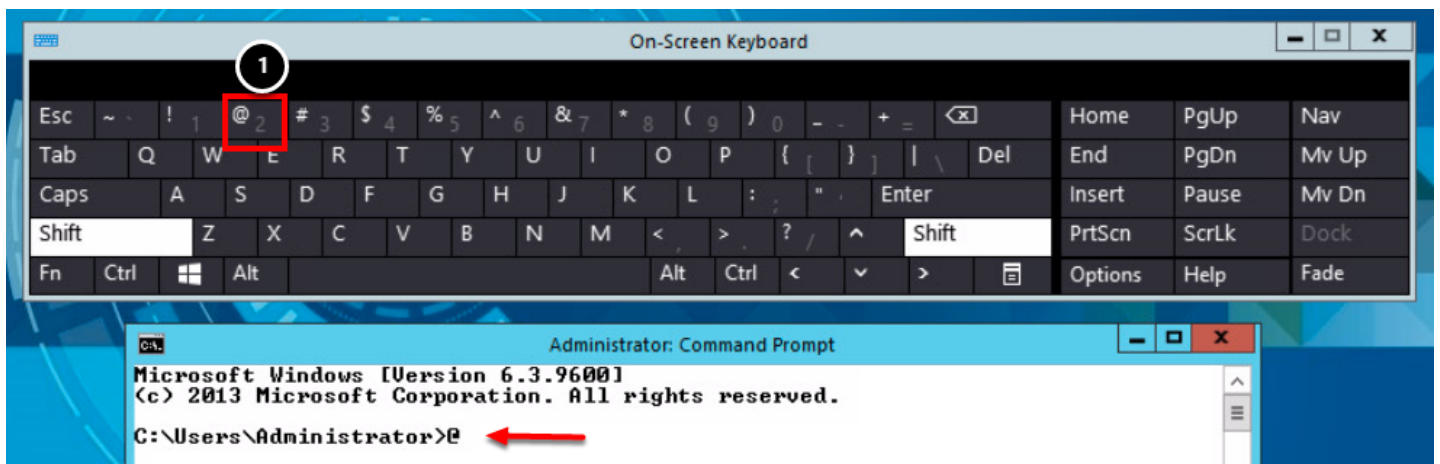 On-Screen Keyboard
1
Esc ~ ` ! 1 @ 2 # 3 $ 4 % 5 ^ 6 & 7 * 8 ( 9 ) 0 _ - + = Home PgUp Nav
Tab Q W E R T Y U I O P { [ } ] | \ Del End PgDn Mv Up
Caps A S D F G H J K L : ; " ' Enter Insert Pause Mv Dn
Shift Z X C V B N M < , > . ? / ^ Shift PrtScn ScrLk Dock
Fn Ctrl Alt Alt Ctrl < > Options Help Fade
C:\.
Administrator: Command Prompt
Microsoft Windows [Version 6.3.9600]
(c) 2013 Microsoft Corporation. All rights reserved.
C:\Users\Administrator>@